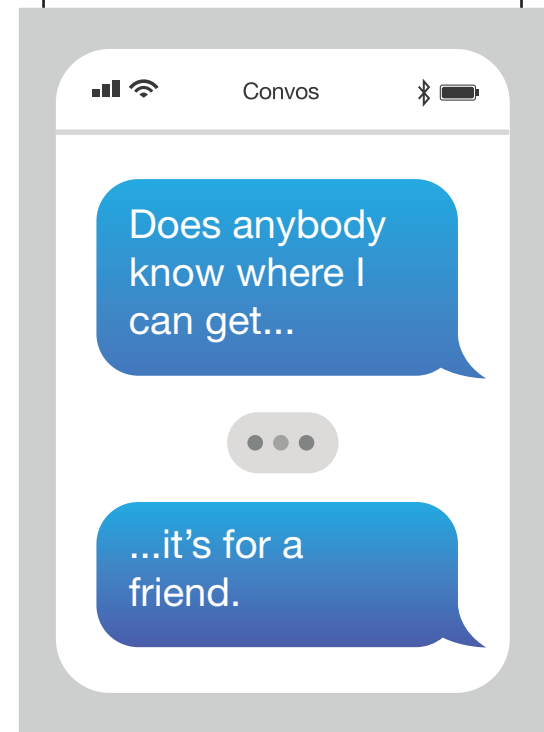 Convos
Does anybody
know where I
can get...
...it’s for a
friend.